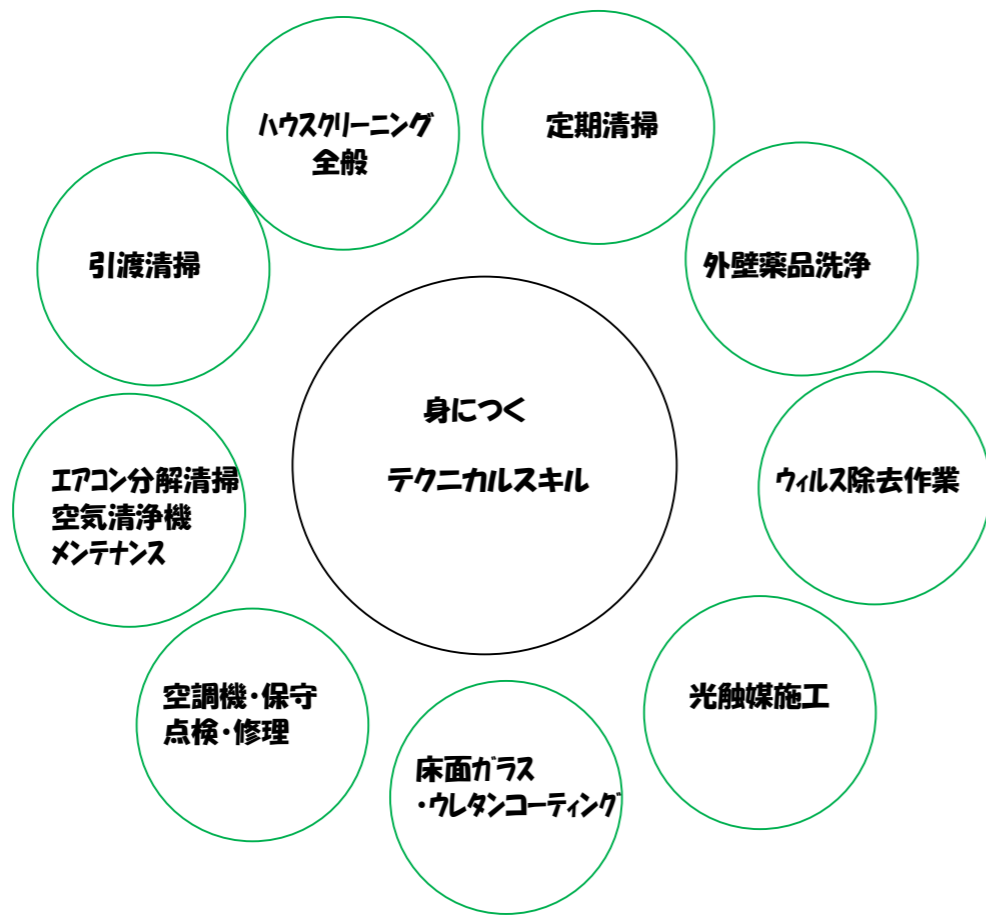 ハウスクリーニング
全般
定期清掃
引渡清掃
外壁薬品洗浄
身につく
テクニカルスキル
エアコン分解清掃
空気清浄機
メンテナンス
ウィルス除去作業
空調機・保守
点検・修理
光触媒施工
床面ガラス
・ウレタンコーティング